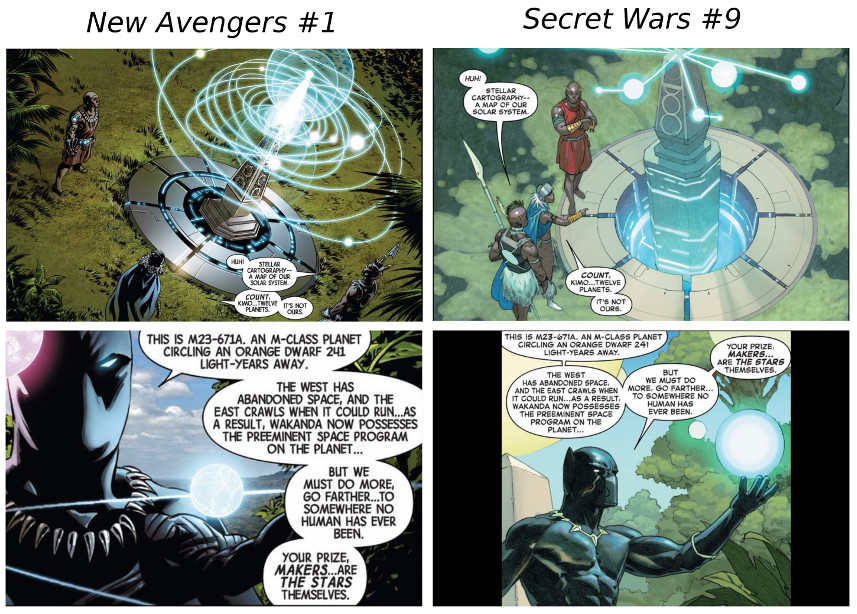 New Avengers #1
Secret Wars #9
HUH!
STELLAR
CARTOGRAPHY--
A MAP OF OUR
SOLAR SYSTEM.
COUNT,
KIMO...TWELVE
PLANETS.
IT'S NOT
OURS.
HUH!
STELLAR
CARTOGRAPHY--
A MAP OF OUR
SOLAR SYSTEM.
COUNT,
KIMO...TWELVE
PLANETS.
IT'S NOT
OURS.
THIS IS M23-671A. AN M-CLASS PLANET
CIRCLING AN ORANGE DWARF 241
LIGHT-YEARS AWAY.
THE WEST HAS
ABANDONED SPACE, AND THE
EAST CRAWLS WHEN IT COULD RUN...AS
A RESULT, WAKANDA NOW POSSESSES
THE PREEMINENT SPACE PROGRAM
ON THE PLANET...
BUT WE
MUST DO MORE,
GO FARTHER...TO
SOMEWHERE NO
HUMAN HAS EVER
BEEN.
YOUR PRIZE,
MAKERS...ARE
THE STARS
THEMSELVES.
THIS IS M23-671A. AN M-CLASS PLANET
CIRCLING AN ORANGE DWARF 241
LIGHT-YEARS AWAY.
THE WEST
HAS ABANDONED SPACE,
AND THE EAST CRAWLS WHEN
IT COULD RUN...AS A RESULT,
WAKANDA NOW POSSESSES
THE PREEMINENT SPACE
PROGRAM ON THE
PLANET...
BUT
WE MUST DO
MORE, GO FARTHER...
TO SOMEWHERE NO
HUMAN HAS
EVER BEEN.
YOUR PRIZE,
MAKERS...
ARE THE STARS
THEMSELVES.